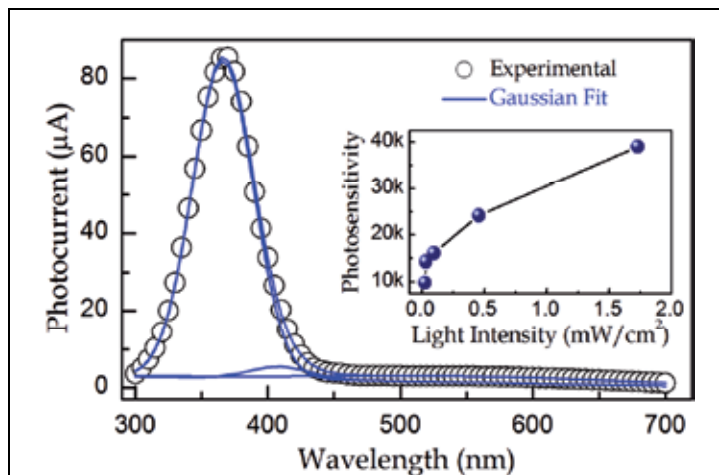 80
60
40
20
0
Photocurrent (μA)
300 400 500 600 700
Wavelength (nm)
Experimental
Gaussian Fit
40k
30k
20k
10k
Photosensitivity
0.0 0.5 1.0 1.5 2.0
Light Intensity (mW/cm²)